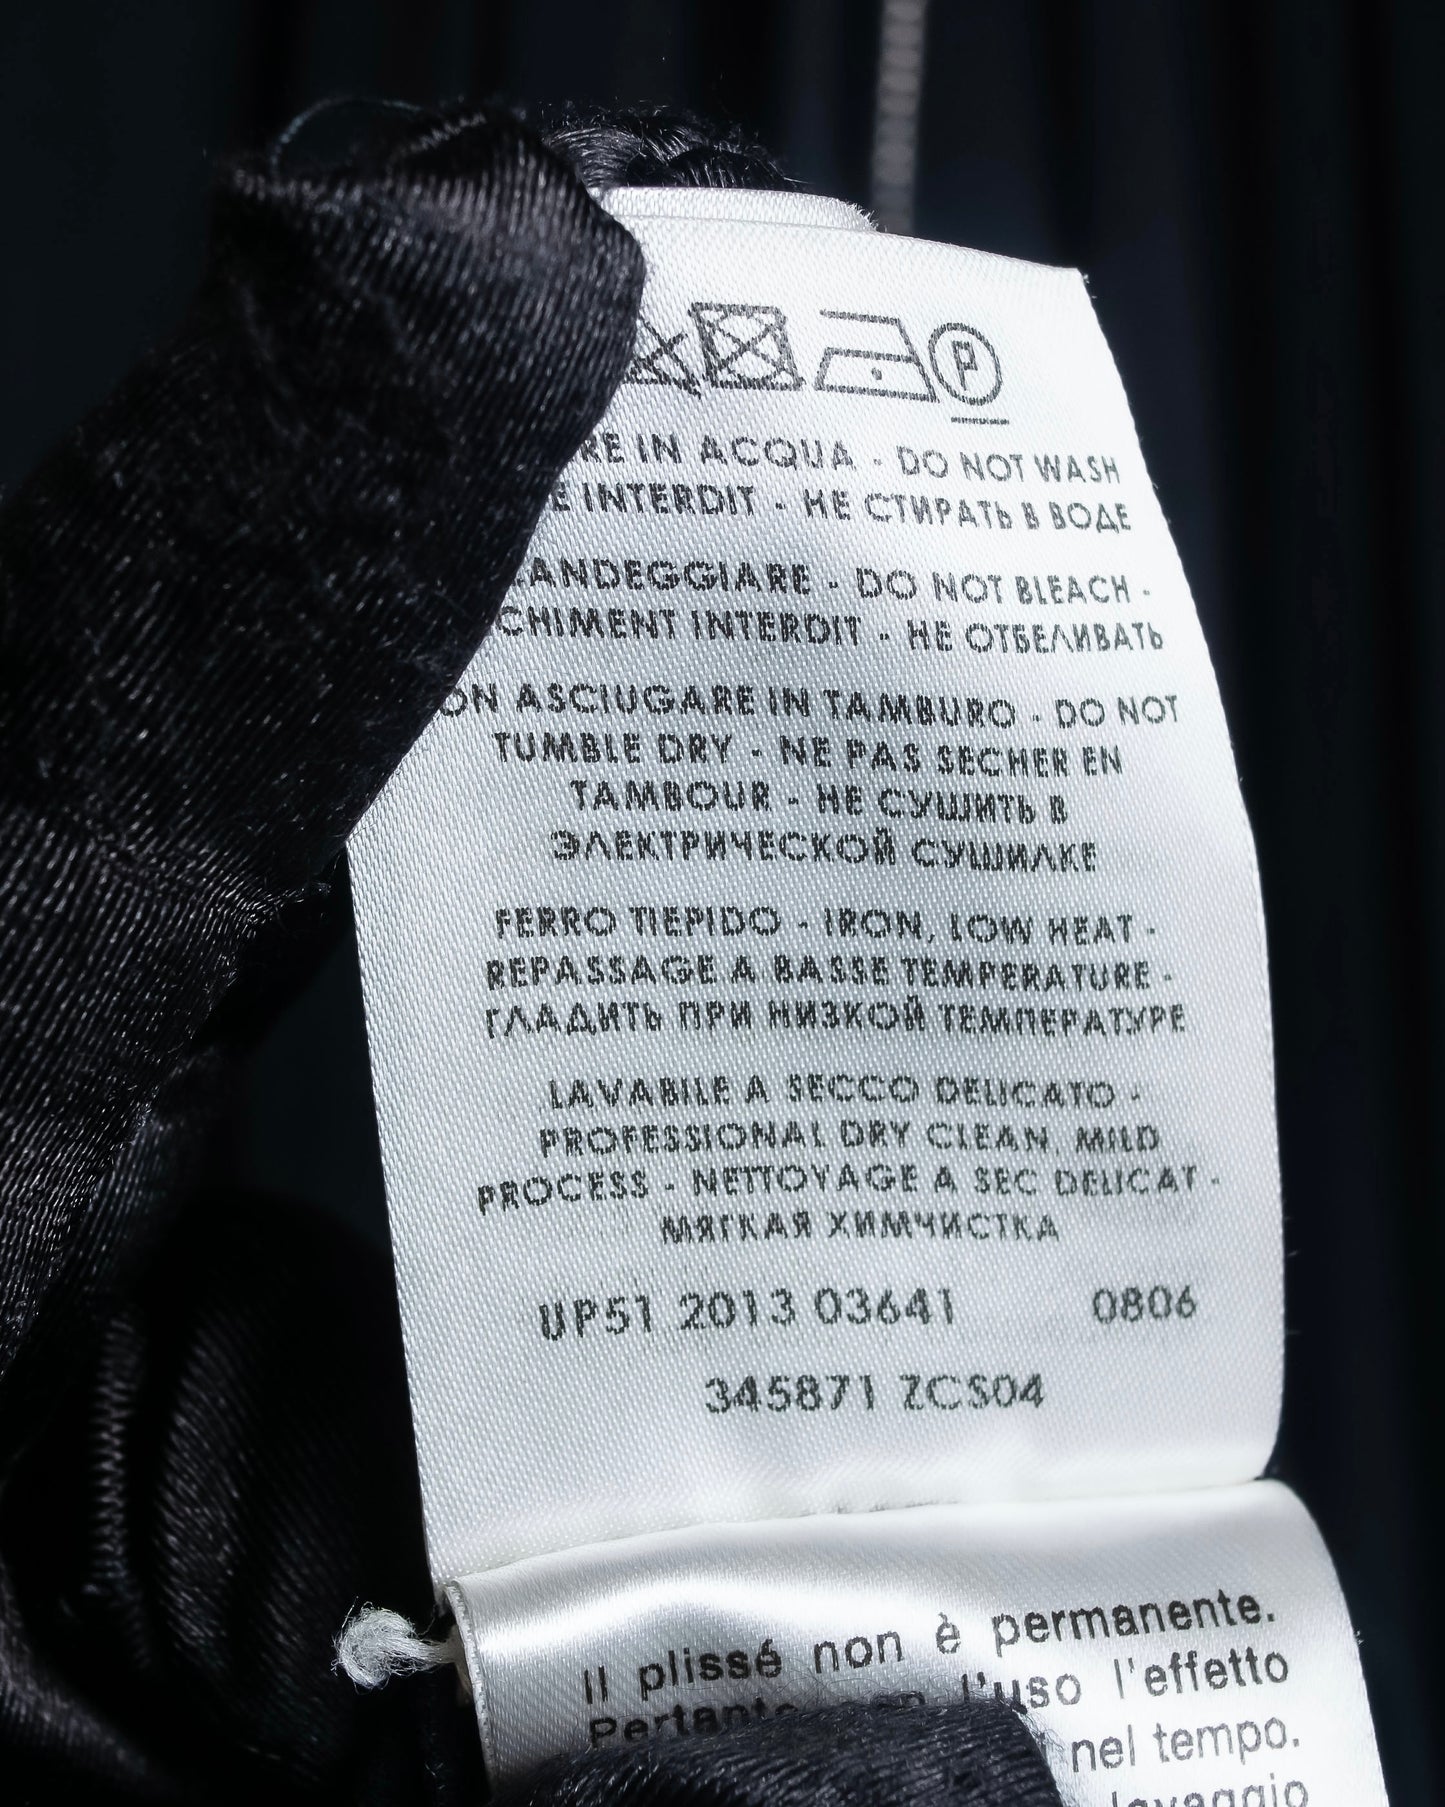 P
RE IN ACQUA - DO NOT WASH
E INTERDIT - НЕ СТИРАТЬ В ВОДЕ
ANDEGGIARE - DO NOT BLEACH -
CHIMENT INTERDIT - НЕ ОТБЕЛИВАТЬ
ON ASCIUGARE IN TAMBURO - DO NOT
TUMBLE DRY - NE PAS SECHER EN
TAMBOUR - НЕ СУШИТЬ В
ЭЛЕКТРИЧЕСКОЙ СУШИЛКЕ
FERRO TIEPIDO - IRON, LOW HEAT -
REPASSAGE A BASSE TEMPERATURE -
ГЛАДИТЬ ПРИ НИЗКОЙ ТЕМПЕРАТУРЕ
LAVABILE A SECCO DELICATO -
PROFESSIONAL DRY CLEAN, MILD
PROCESS - NETTOYAGE A SEC DELICAT -
МЯГКАЯ ХИМЧИСТКА
UP51 2013 03641 0806
345871 ZCS04
Il plissé non è permanente.
Pertant l'uso l'effetto
nel tempo.
lavaggio